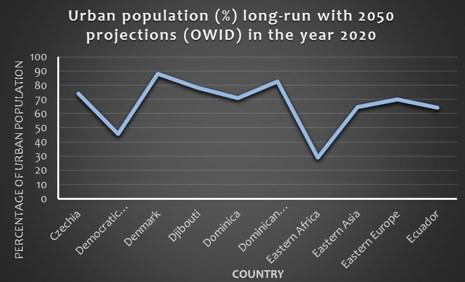 Urban population (%) long-run with 2050
projections (OWID) in the year 2020
PERCENTAGE OF URBAN POPULATION
100
90
80
70
60
50
40
30
20
10
0
Czechia
Democratic...
Denmark
Djibouti
Dominica
Dominican...
Eastern Africa
Eastern Asia
Eastern Europe
Ecuador
COUNTRY